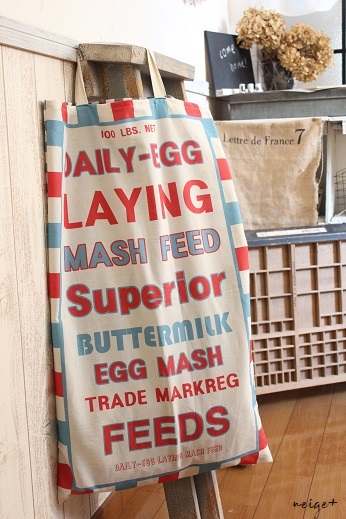 100 LBS. NET
DAILY-EGG
LAYING
MASH FEED
Superior
BUTTERMILK
EGG MASH
TRADE MARKREG
FEEDS
DAILY-EGG LAYING MASH FEED
come
Lettre de France 7
neige+